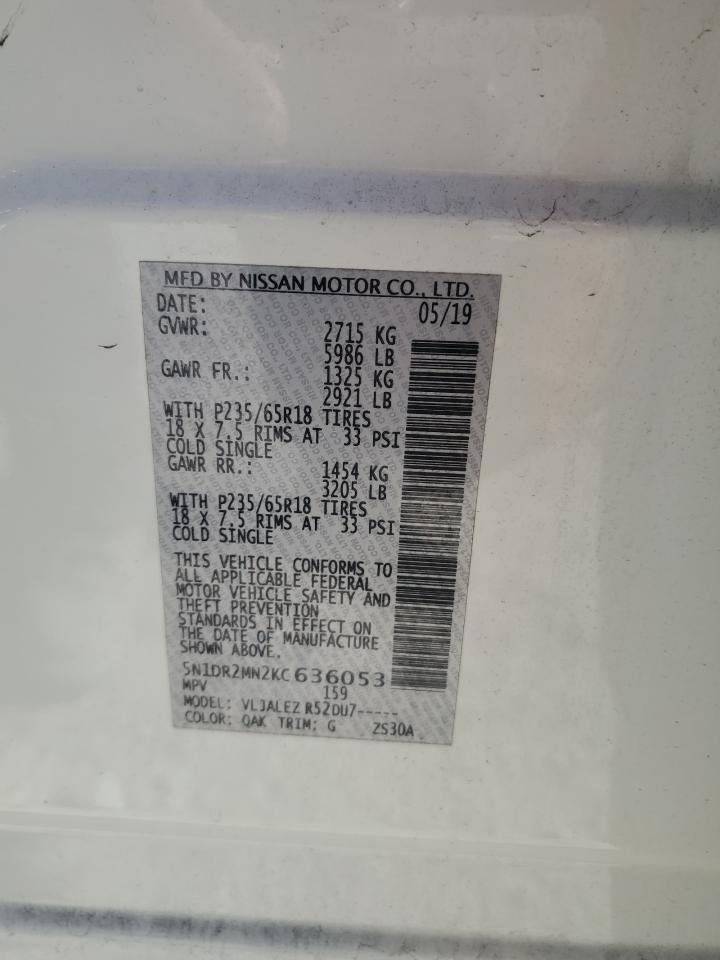 MFD BY NISSAN MOTOR CO., LTD.
DATE: 05/19
GVWR: 2715 KG
5986 LB
GAWR FR.: 1325 KG
2921 LB
WITH P235/65R18 TIRES
18 X 7.5 RIMS AT 33 PSI
COLD SINGLE
GAWR RR.: 1454 KG
3205 LB
WITH P235/65R18 TIRES
18 X 7.5 RIMS AT 33 PSI
COLD SINGLE
THIS VEHICLE CONFORMS TO
ALL APPLICABLE FEDERAL
MOTOR VEHICLE SAFETY AND
THEFT PREVENTION
STANDARDS IN EFFECT ON
THE DATE OF MANUFACTURE
SHOWN ABOVE.
5N1DR2MN2KC636053
MPV 159
MODEL: VLJALEZ R52DU7-----
COLOR: QAK TRIM: G ZS30A